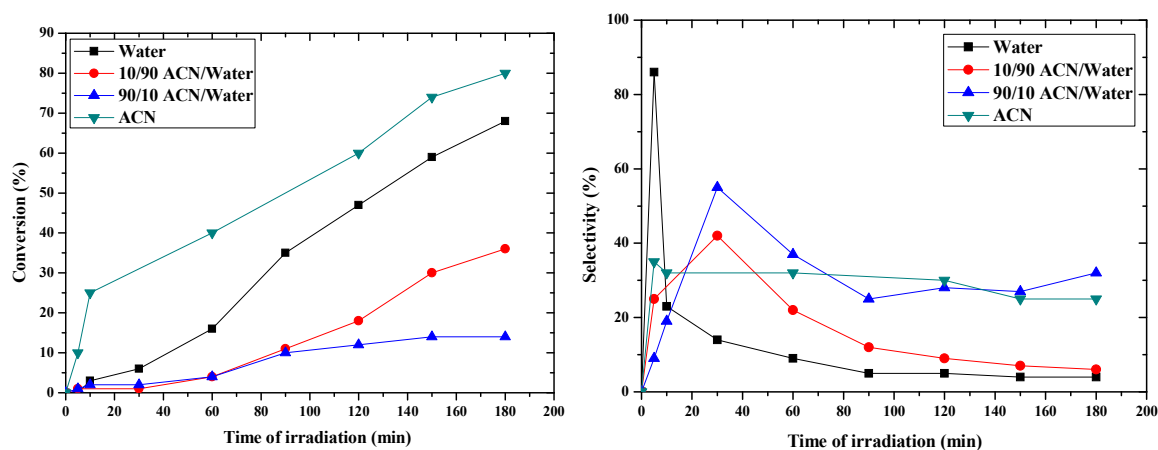 90
80
70
60
50
40
30
20
10
0
Conversion (%)
Water
10/90 ACN/Water
90/10 ACN/Water
ACN
0 20 40 60 80 100 120 140 160 180 200
Time of irradiation (min)
100
80
60
40
20
0
Selectivity (%)
Water
10/90 ACN/Water
90/10 ACN/Water
ACN
0 20 40 60 80 100 120 140 160 180 200
Time of irradiation (min)